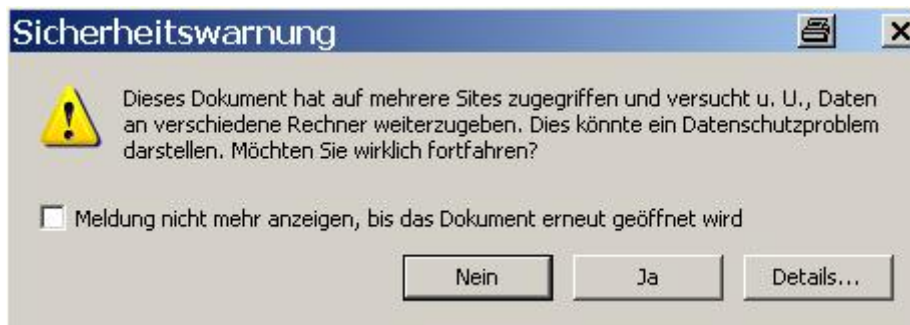 Sicherheitswarnung
Dieses Dokument hat auf mehrere Sites zugegriffen und versucht u. U., Daten
an verschiedene Rechner weiterzugeben. Dies könnte ein Datenschutzproblem
darstellen. Möchten Sie wirklich fortfahren?
Meldung nicht mehr anzeigen, bis das Dokument erneut geöffnet wird
Nein Ja Details...